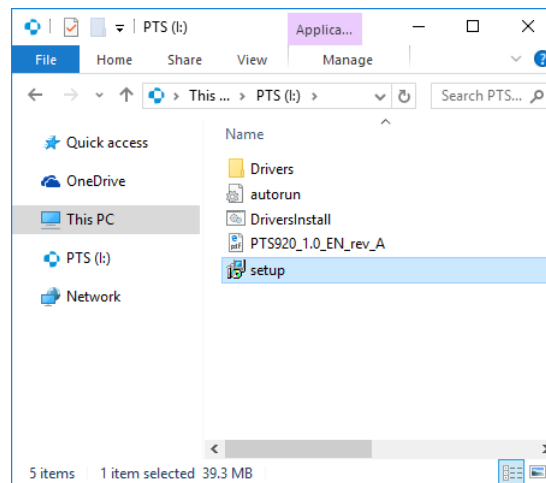 PTS (I:)
Applica...
File Home Share View Manage
This ... PTS (I:) Search PTS...
Name
Quick access
OneDrive
This PC
PTS (I:)
Network
Drivers
autorun
DriversInstall
PTS920_1.0_EN_rev_A
setup
5 items 1 item selected 39.3 MB